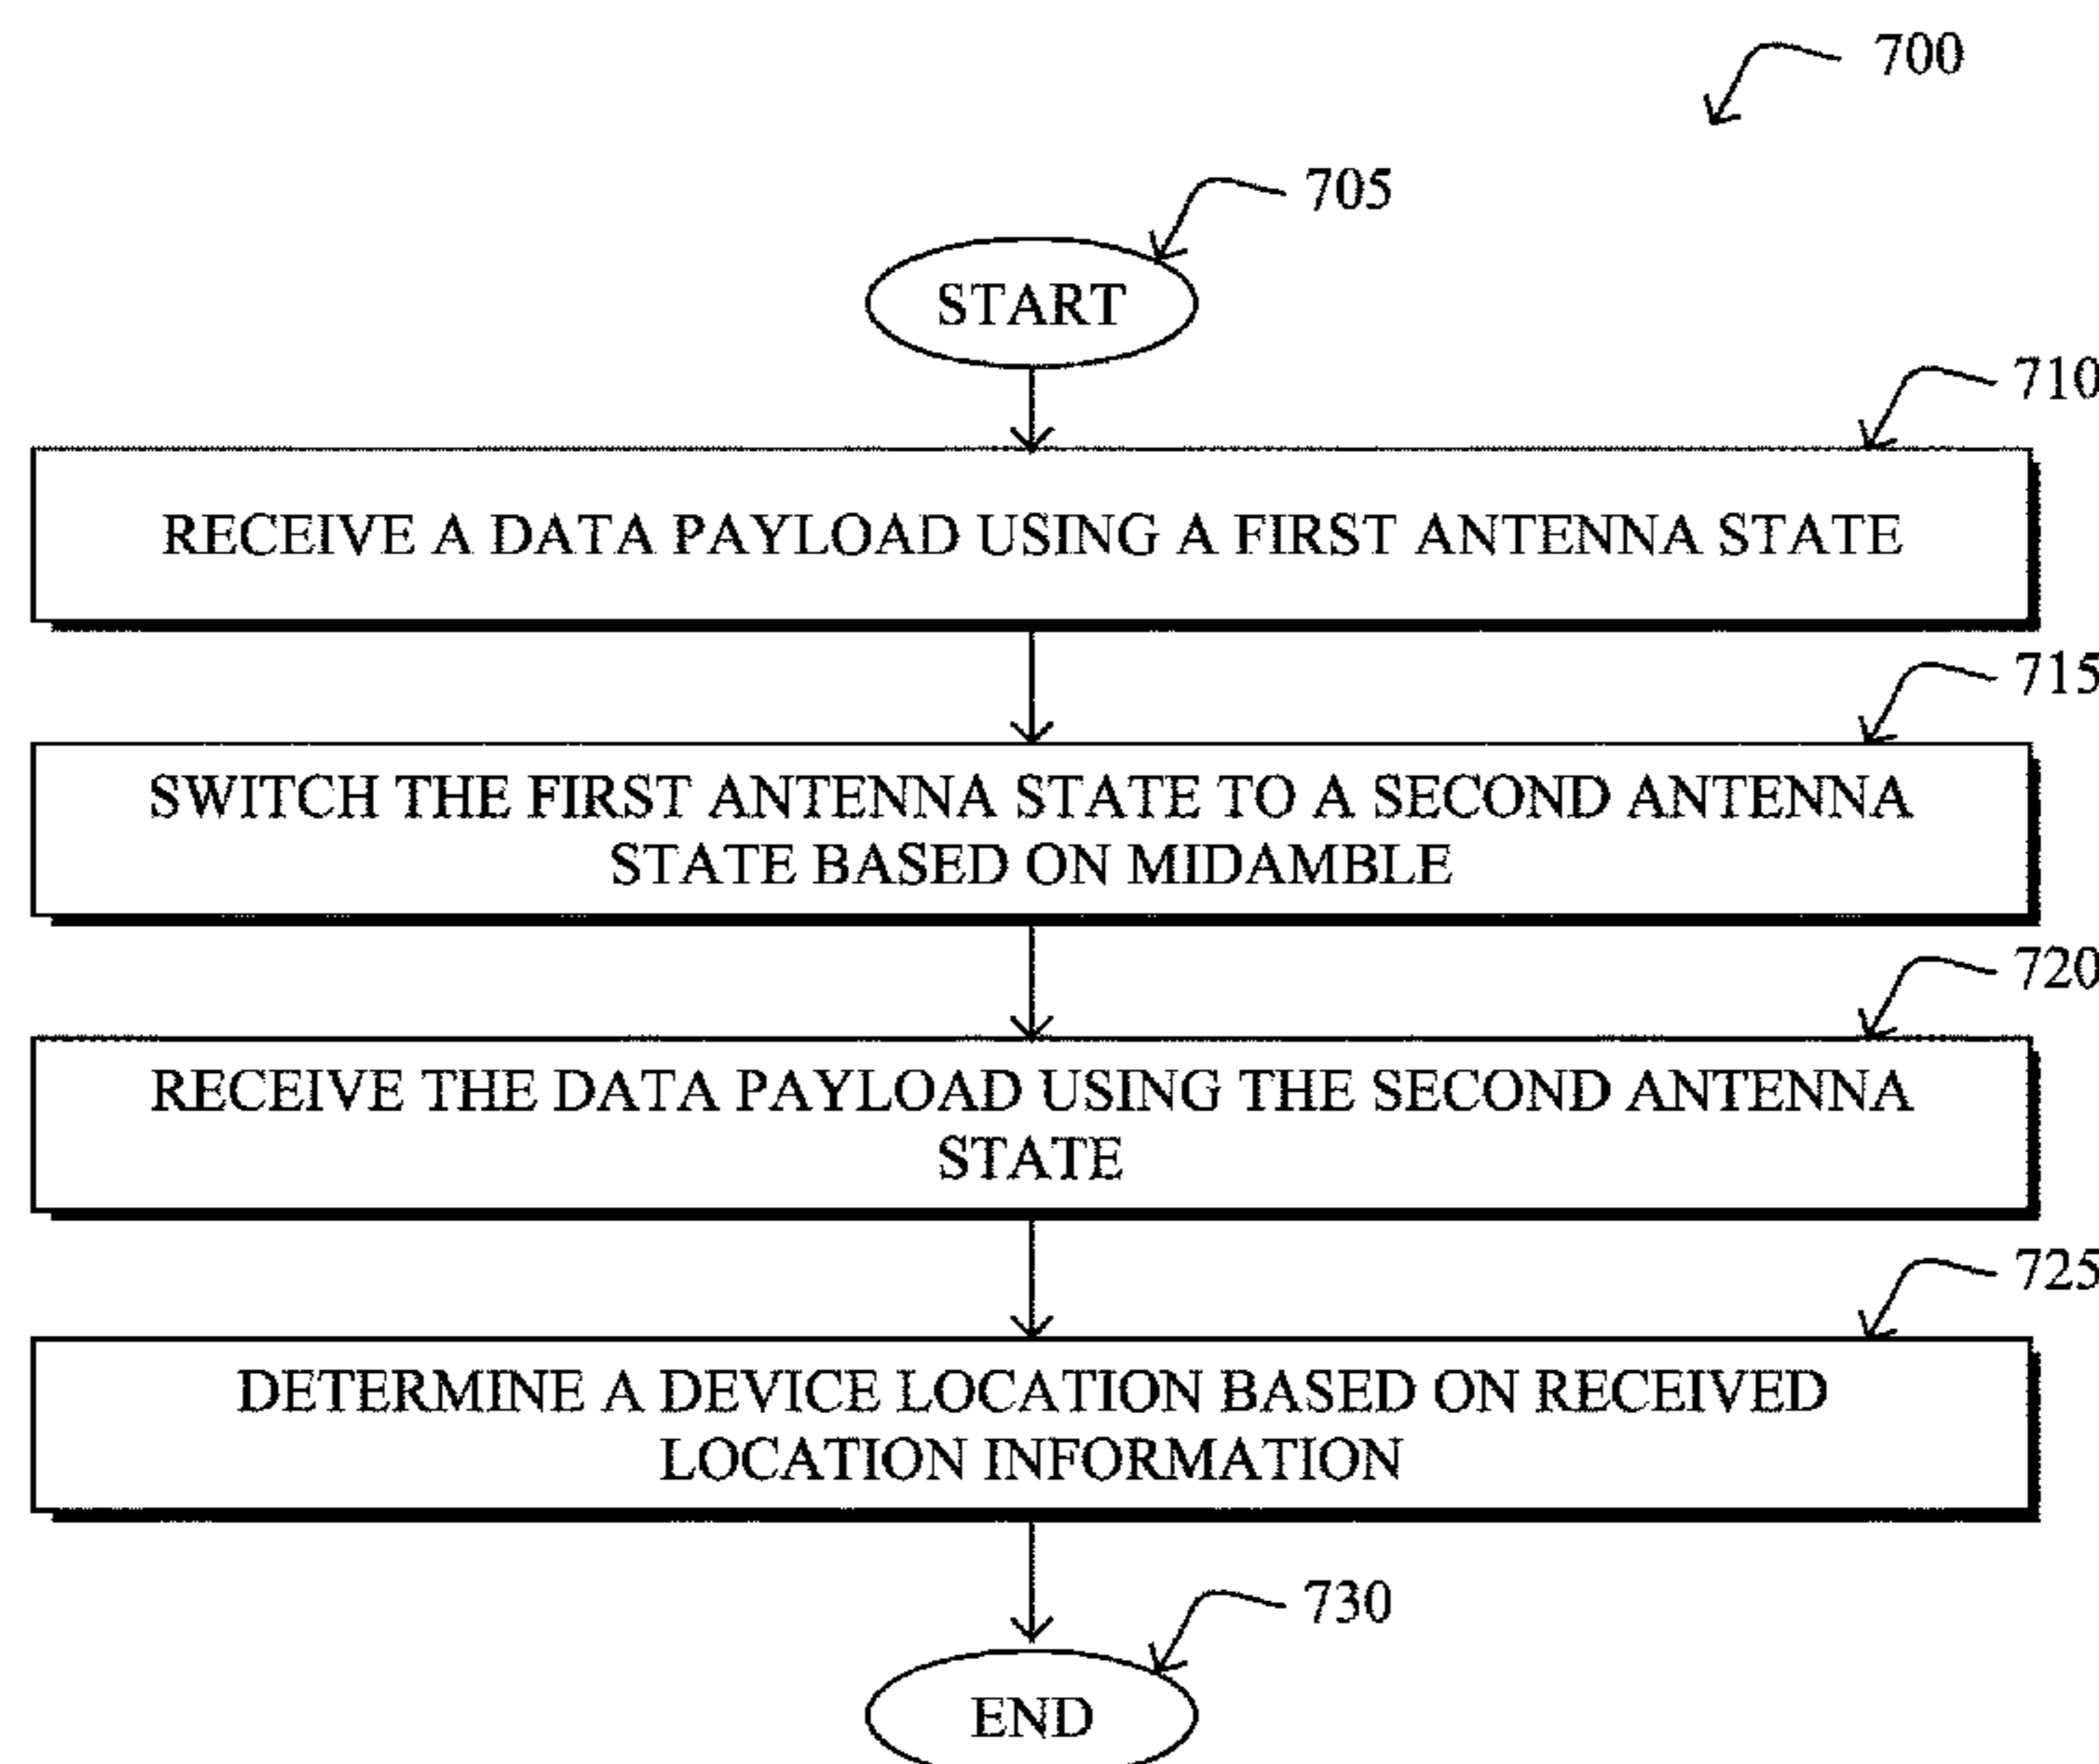 700
705
START
710
RECEIVE A DATA PAYLOAD USING A FIRST ANTENNA STATE
715
SWITCH THE FIRST ANTENNA STATE TO A SECOND ANTENNA
STATE BASED ON MIDAMBLE
720
RECEIVE THE DATA PAYLOAD USING THE SECOND ANTENNA
STATE
725
DETERMINE A DEVICE LOCATION BASED ON RECEIVED
LOCATION INFORMATION
730
END